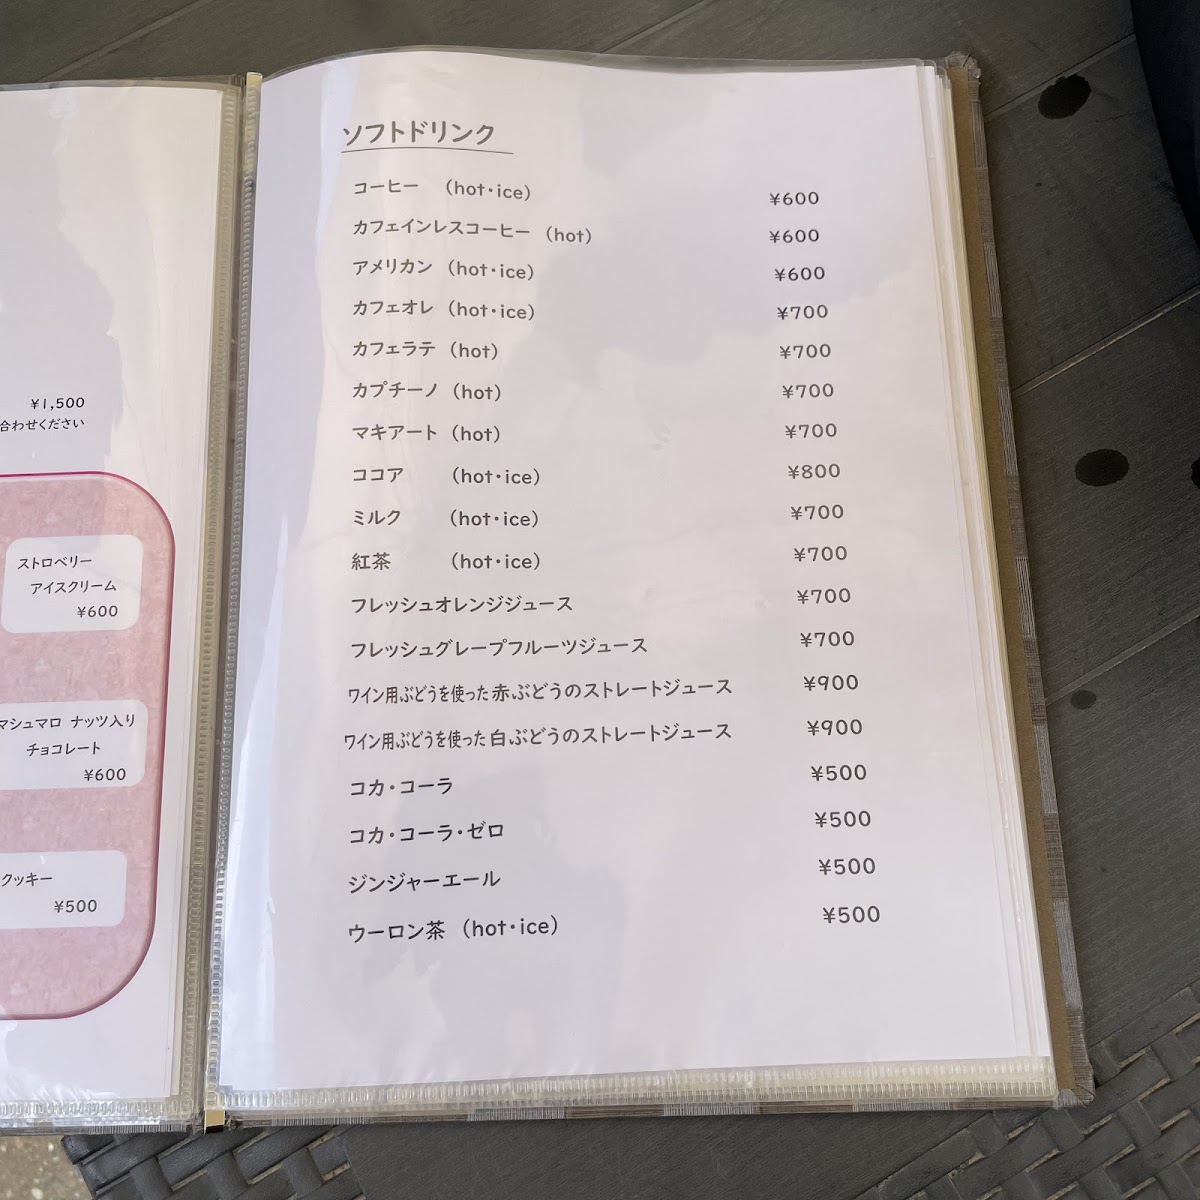 ¥1,500
合わせください
ストロベリー
アイスクリーム
¥600
マシュマロ ナッツ入り
チョコレート
¥600
クッキー
¥500
ソフトドリンク
コーヒー (hot・ice) ¥600
カフェインレスコーヒー (hot) ¥600
アメリカン (hot・ice) ¥600
カフェオレ (hot・ice) ¥700
カフェラテ (hot) ¥700
カプチーノ (hot) ¥700
マキアート (hot) ¥700
ココア (hot・ice) ¥800
ミルク (hot・ice) ¥700
紅茶 (hot・ice) ¥700
フレッシュオレンジジュース ¥700
フレッシュグレープフルーツジュース ¥700
ワイン用ぶどうを使った赤ぶどうのストレートジュース ¥900
ワイン用ぶどうを使った白ぶどうのストレートジュース ¥900
コカ・コーラ ¥500
コカ・コーラ・ゼロ ¥500
ジンジャーエール ¥500
ウーロン茶 (hot・ice) ¥500